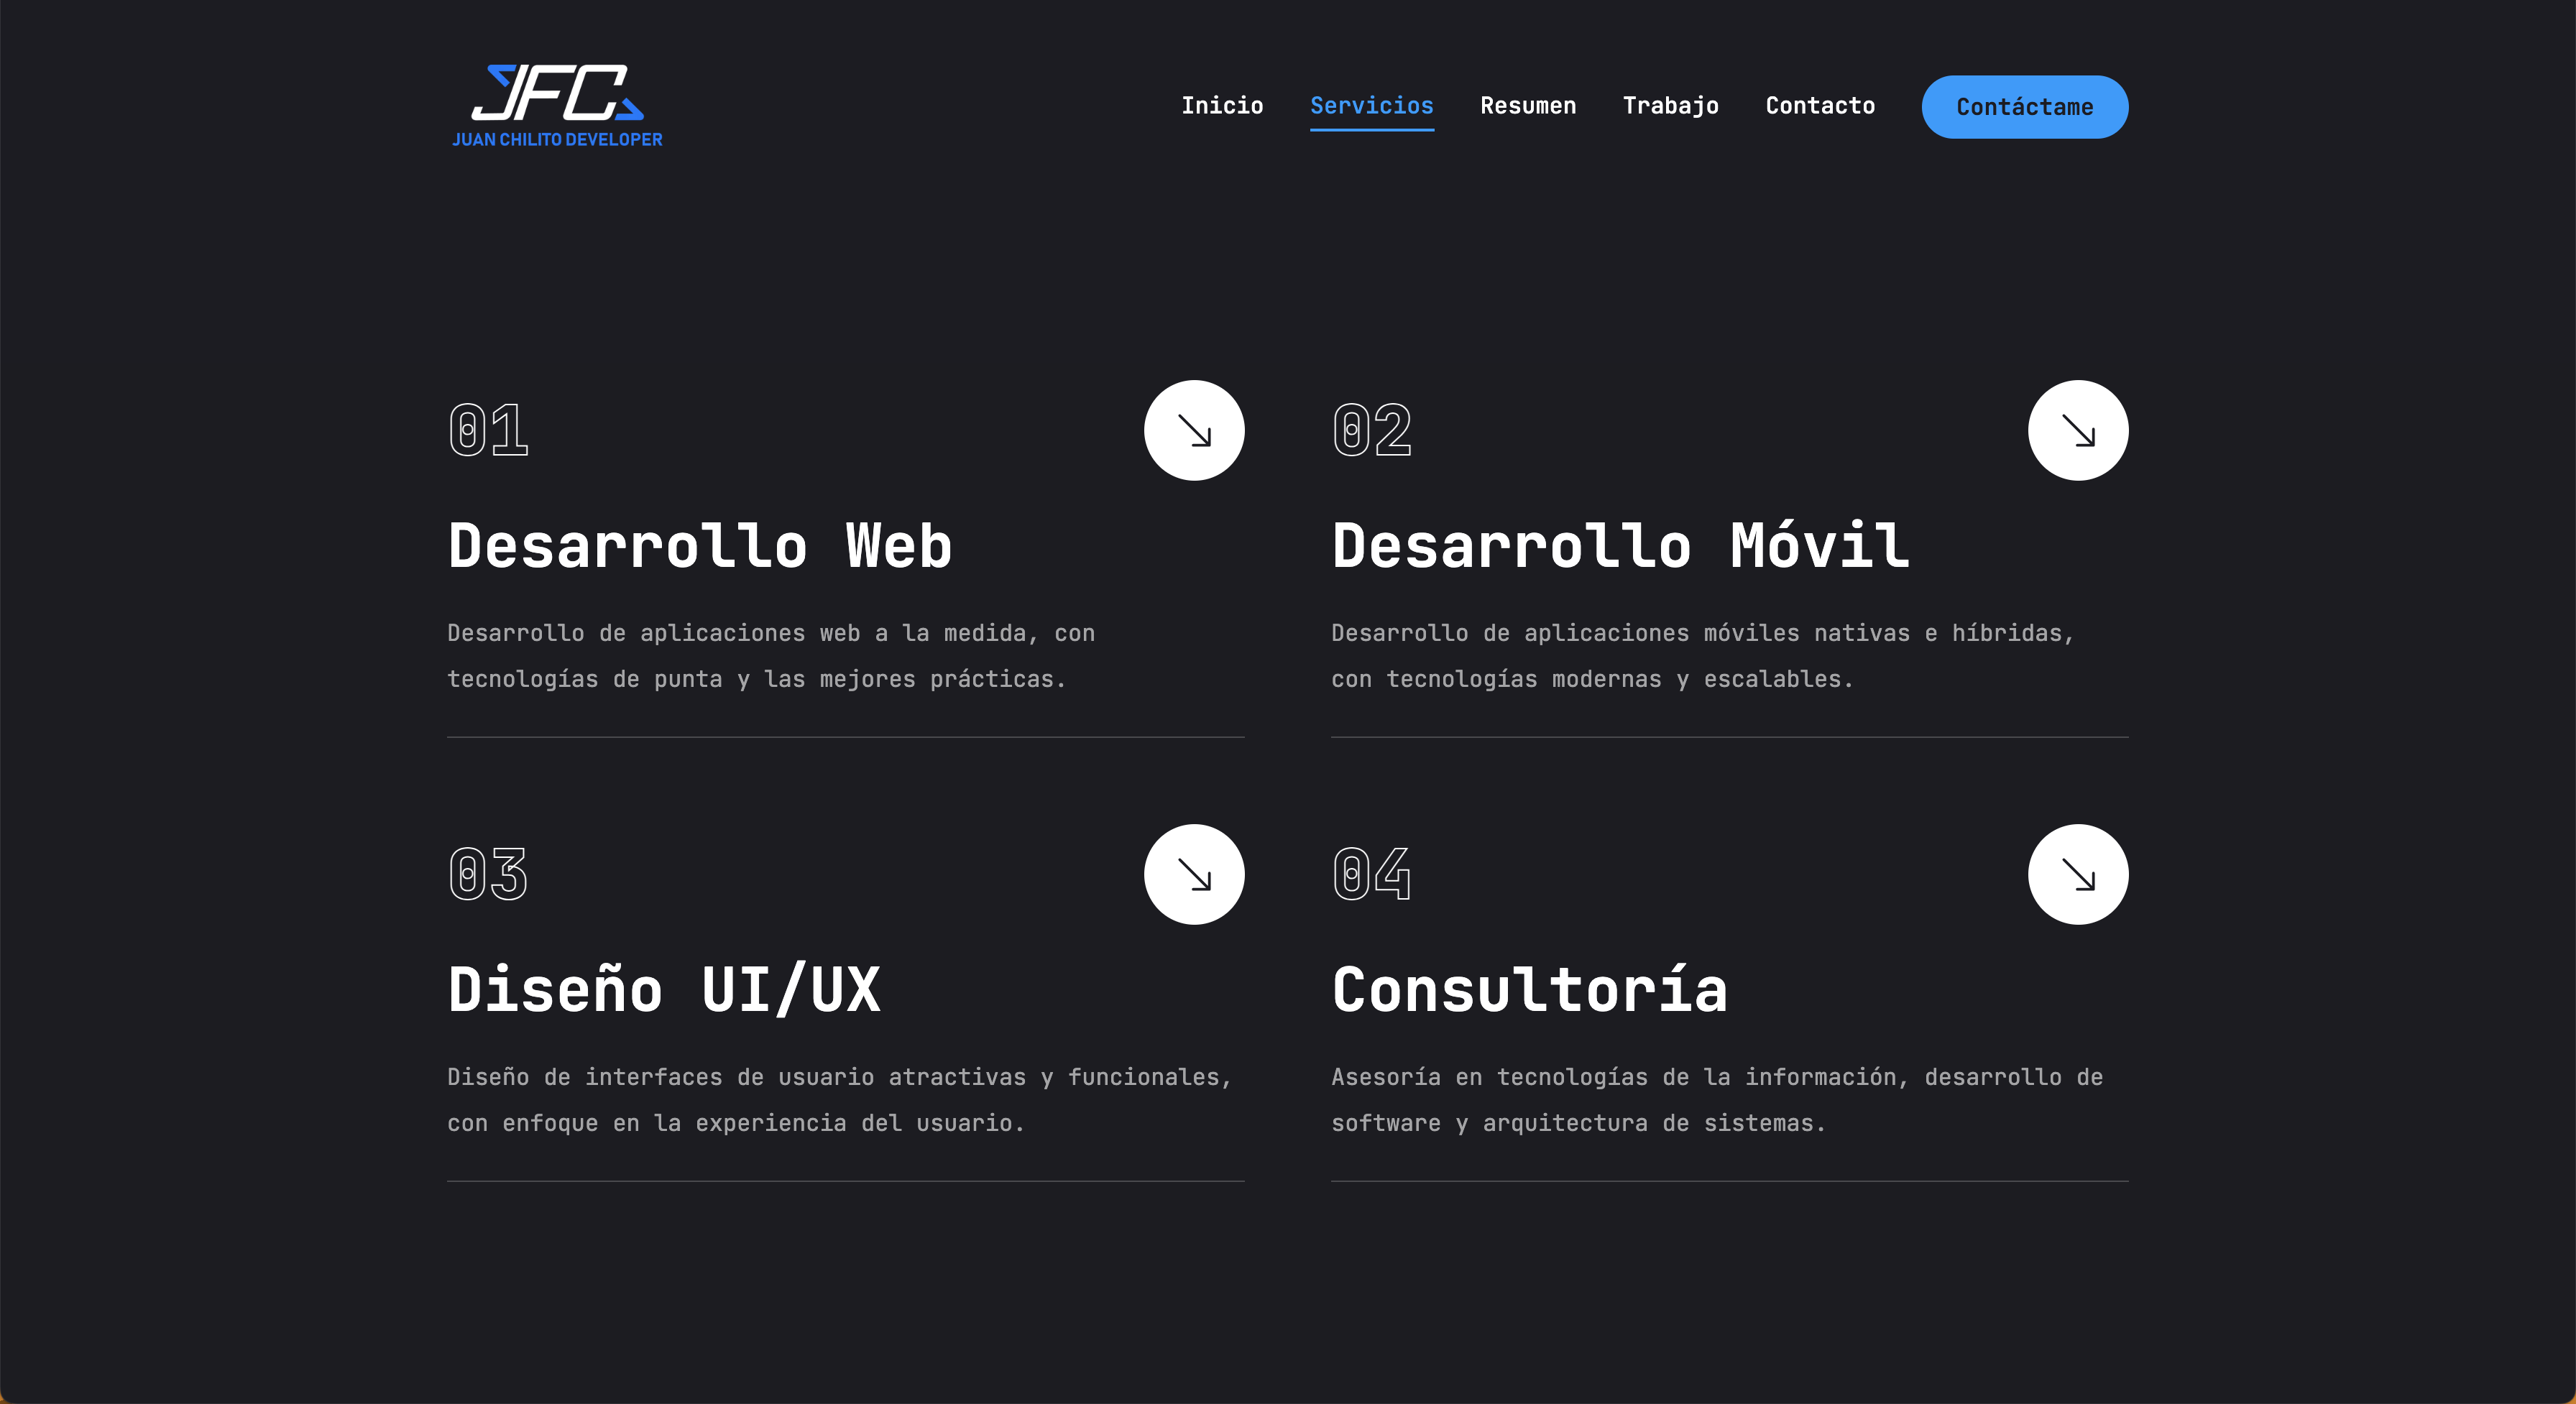 JFC
JUAN CHILITO DEVELOPER
Inicio Servicios Resumen Trabajo Contacto Contáctame
01
Desarrollo Web
Desarrollo de aplicaciones web a la medida, con
tecnologías de punta y las mejores prácticas.
02
Desarrollo Móvil
Desarrollo de aplicaciones móviles nativas e híbridas,
con tecnologías modernas y escalables.
03
Diseño UI/UX
Diseño de interfaces de usuario atractivas y funcionales,
con enfoque en la experiencia del usuario.
04
Consultoría
Asesoría en tecnologías de la información, desarrollo de
software y arquitectura de sistemas.